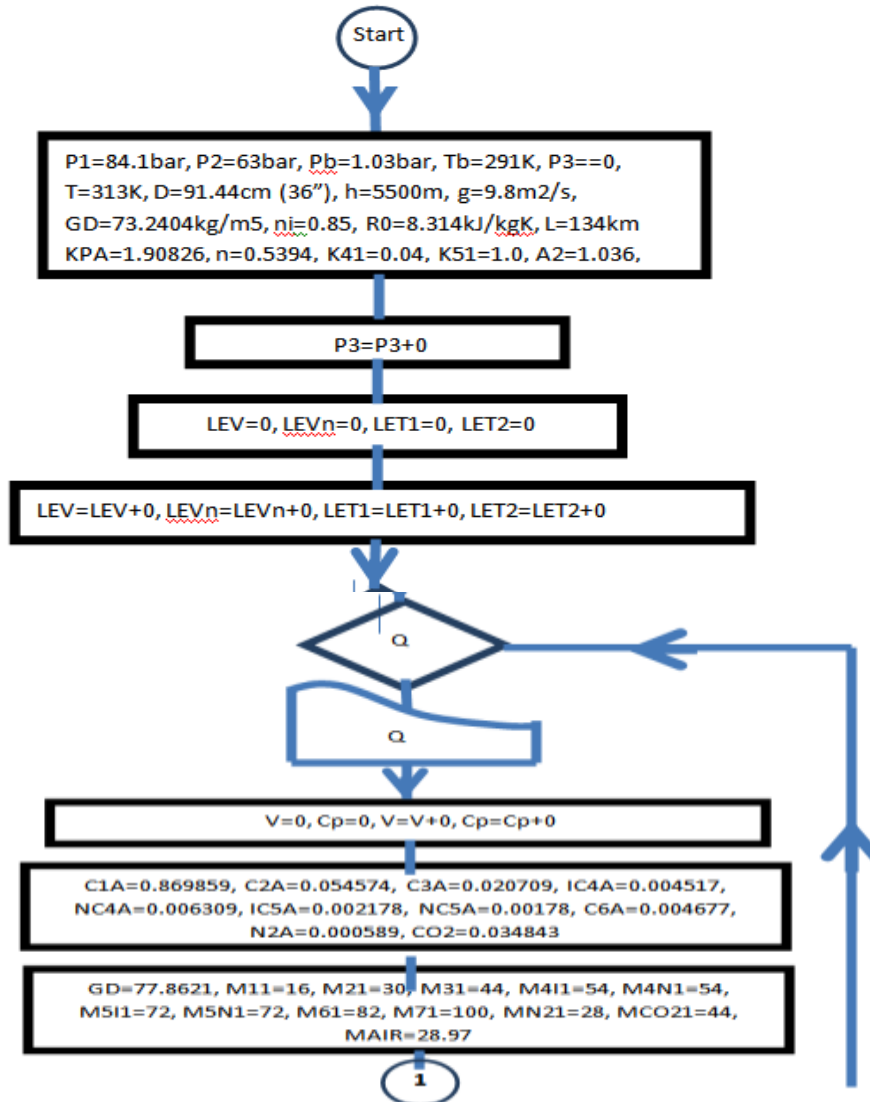 Start
P1=84.1bar, P2=63bar, Pb=1.03bar, Tb=291K, P3==0,
T=313K, D=91.44cm (36”), h=5500m, g=9.8m2/s,
GD=73.2404kg/m5, ni=0.85, R0=8.314kJ/kgK, L=134km
KPA=1.90826, n=0.5394, K41=0.04, K51=1.0, A2=1.036,
P3=P3+0
LEV=0, LEVn=0, LET1=0, LET2=0
LEV=LEV+0, LEVn=LEVn+0, LET1=LET1+0, LET2=LET2+0
Q
Q
V=0, Cp=0, V=V+0, Cp=Cp+0
C1A=0.869859, C2A=0.054574, C3A=0.020709, IC4A=0.004517,
NC4A=0.006309, IC5A=0.002178, NC5A=0.00178, C6A=0.004677,
N2A=0.000589, CO2=0.034843
GD=77.8621, M11=16, M21=30, M31=44, M4I1=54, M4N1=54,
M5I1=72, M5N1=72, M61=82, M71=100, MN21=28, MCO21=44,
MAIR=28.97
1